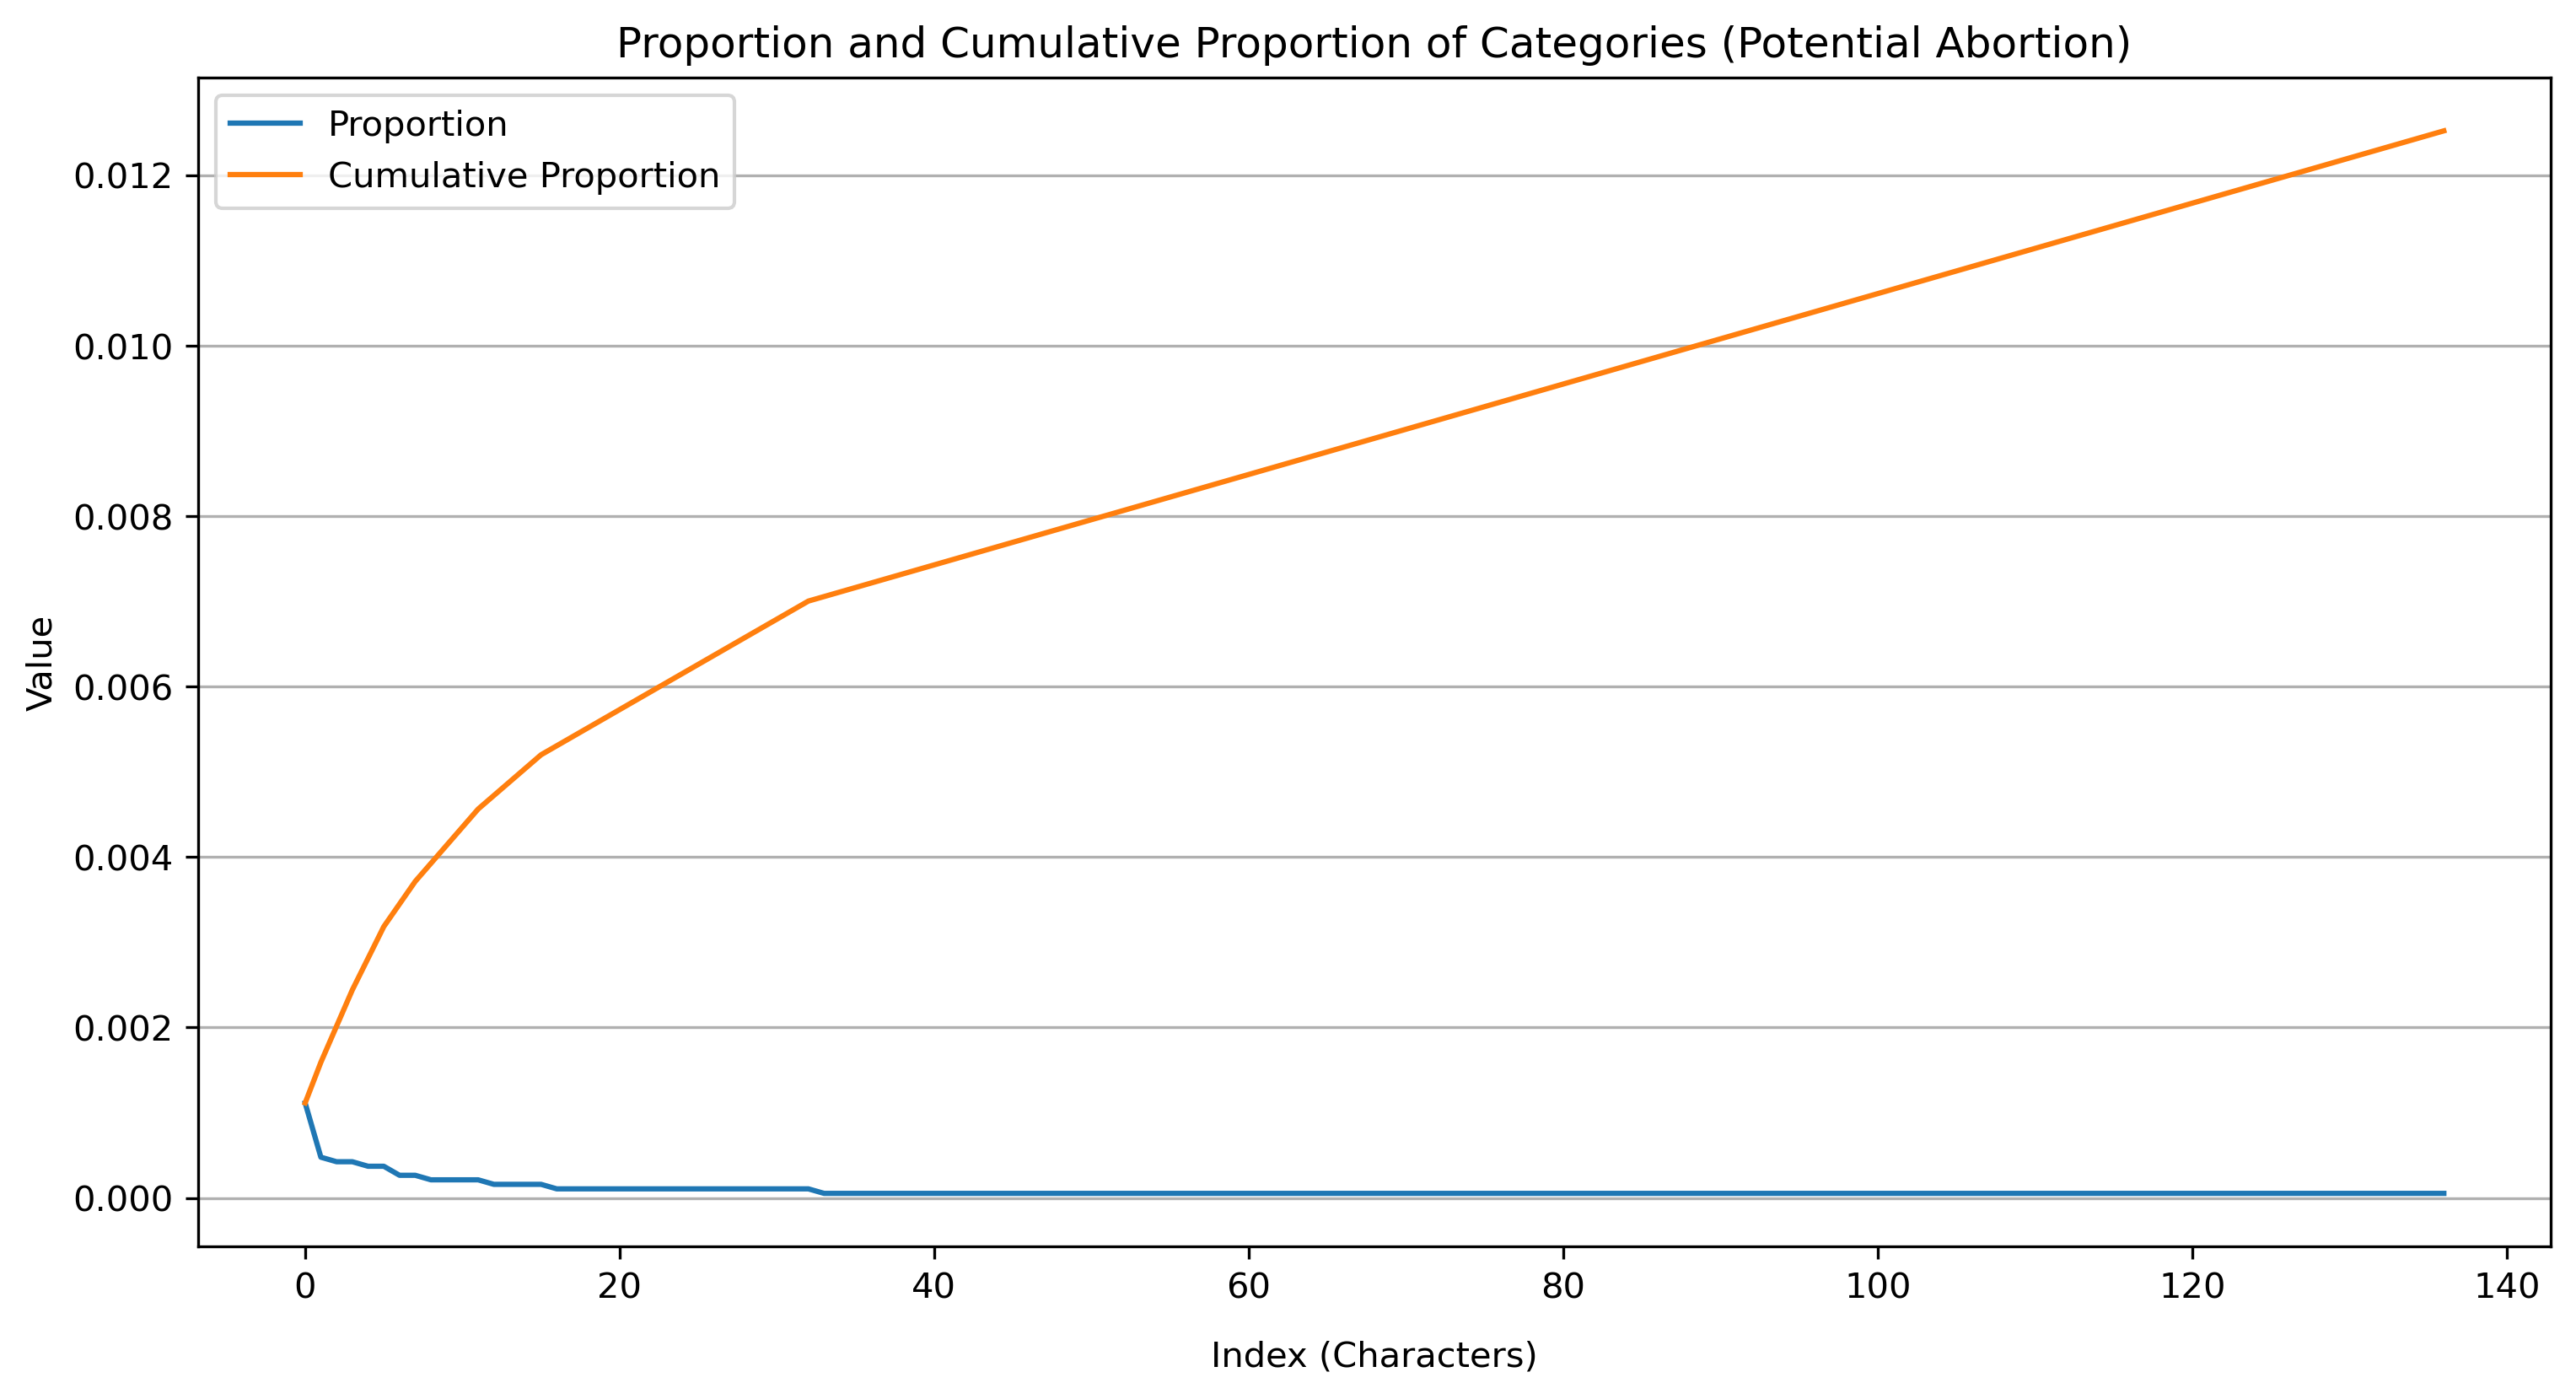 Proportion and Cumulative Proportion of Categories (Potential Abortion)
Proportion
Cumulative Proportion
0.012
0.010
0.008
0.006
0.004
0.002
0.000
Value
0 20 40 60 80 100 120 140
Index (Characters)